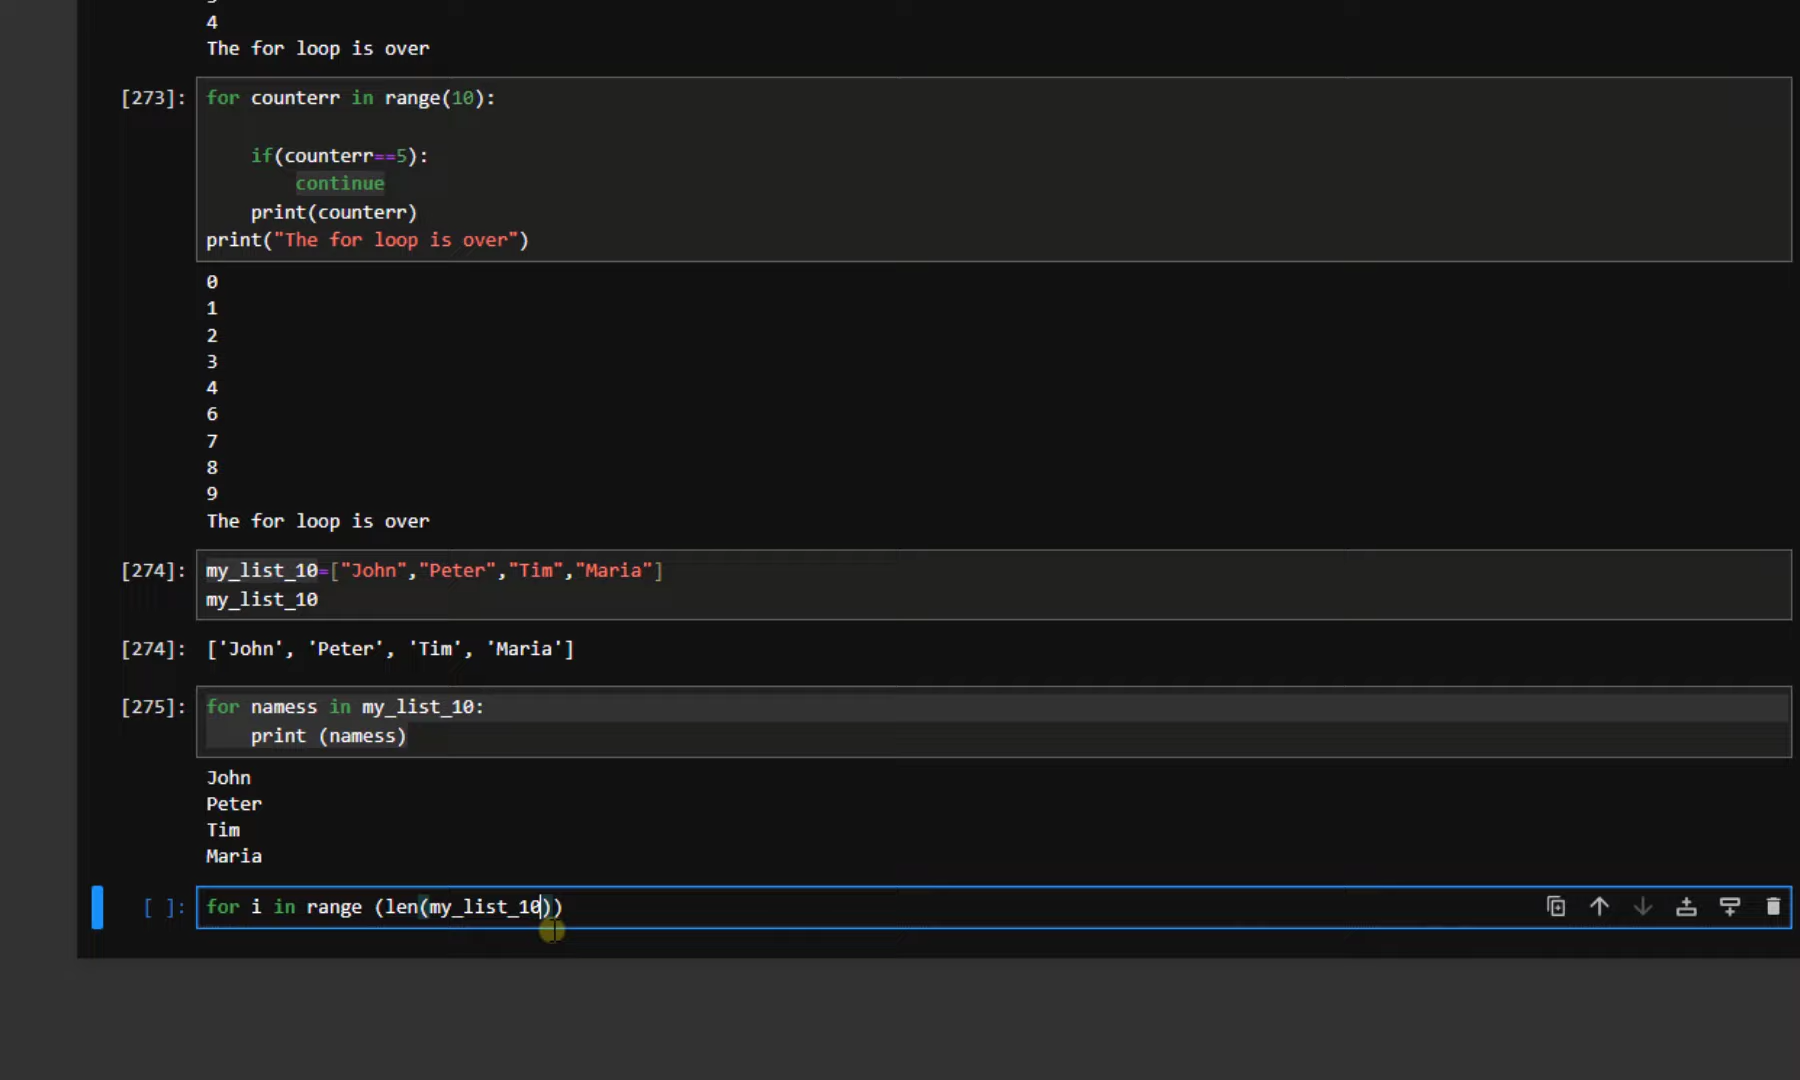 4
The for loop is over
[273]: for counterr in range(10):
if(counterr==5):
continue
print(counterr)
print("The for loop is over")
0
1
2
3
4
6
7
8
9
The for loop is over
[274]: my_list_10=["John","Peter","Tim","Maria"]
my_list_10
[274]: ['John', 'Peter', 'Tim', 'Maria']
[275]: for namess in my_list_10:
print (namess)
John
Peter
Tim
Maria
[ ]: for i in range (len(my_list_10))